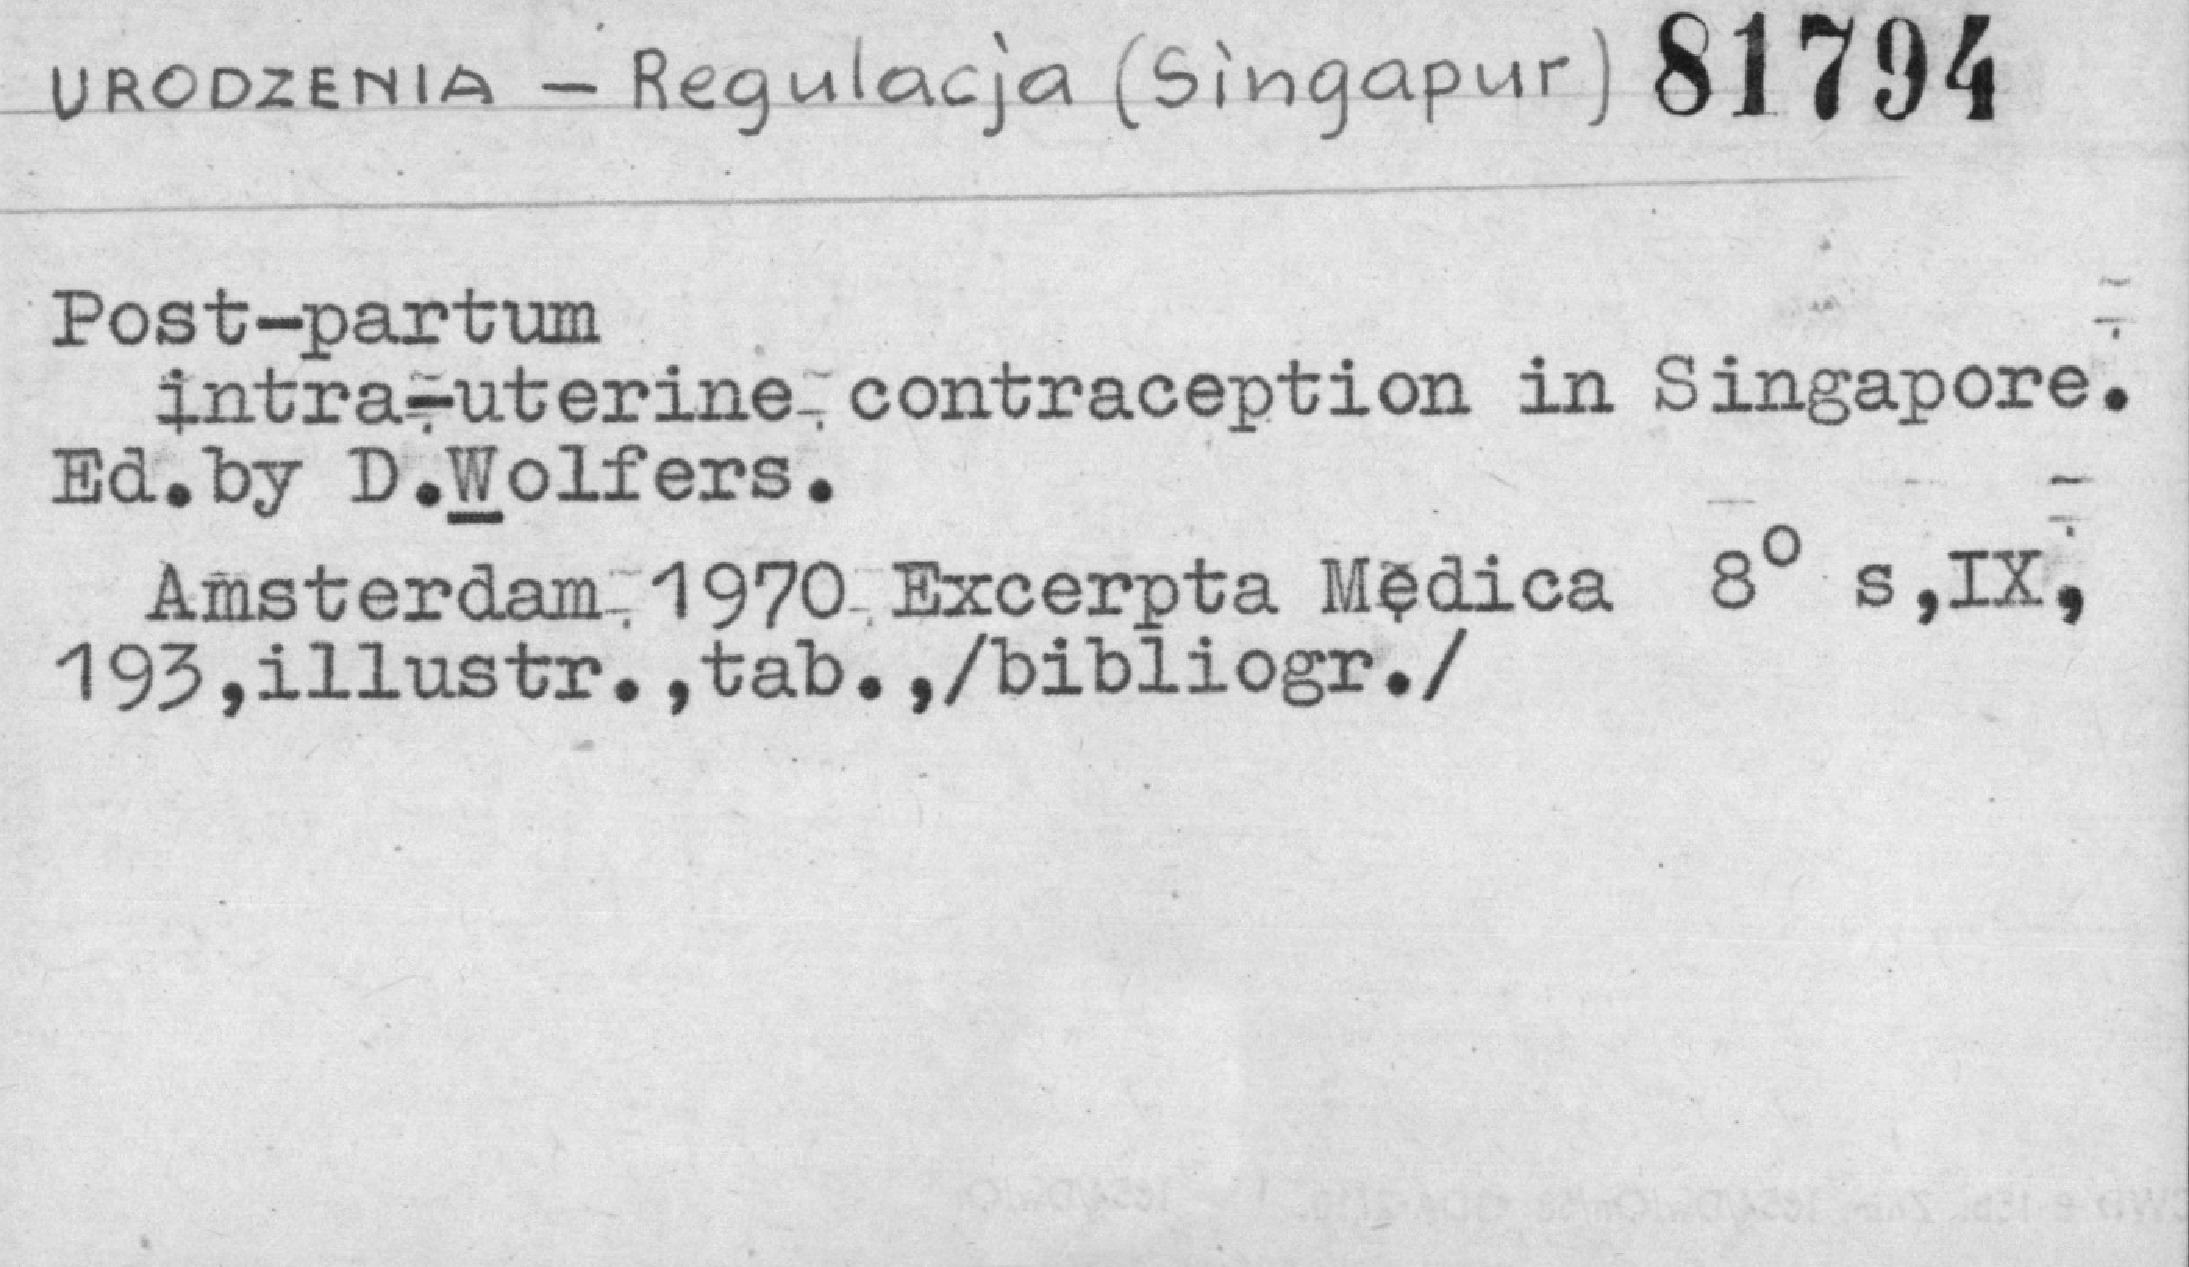 URODZENIA – Regulacja (Singapur) 81794
Post-partum
intra-uterine contraception in Singapore.
Ed.by D.Wolfers.
Amsterdam 1970 Excerpta Medica 8° s,IX,
193,illustr.,tab.,/bibliogr./